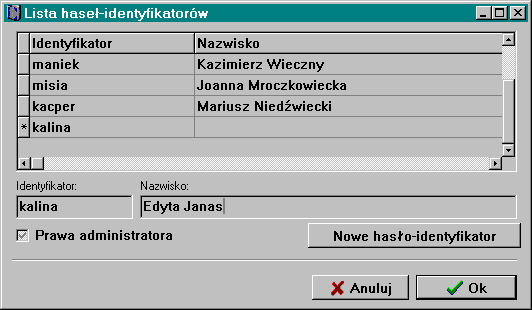 Lista haseł-identyfikatorów
Identyfikator Nazwisko
maniek Kazimierz Wieczny
misia Joanna Mroczkowiecka
kacper Mariusz Niedźwiecki
* kalina
Identyfikator: Nazwisko:
kalina Edyta Janas
Prawa administratora Nowe hasło-identyfikator
Anuluj Ok